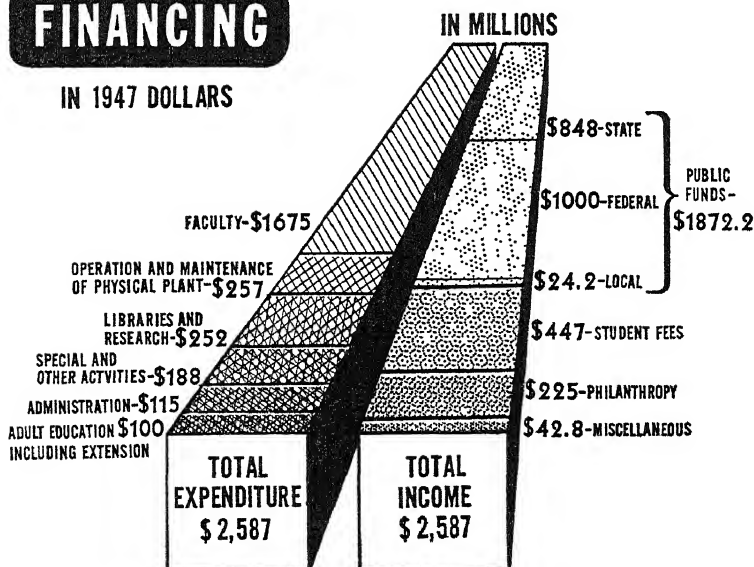 FINANCING
IN 1947 DOLLARS
IN MILLIONS
FACULTY-$1675
OPERATION AND MAINTENANCE
OF PHYSICAL PLANT-$257
LIBRARIES AND
RESEARCH-$252
SPECIAL AND
OTHER ACTVITIES-$188
ADMINISTRATION-$115
ADULT EDUCATION $100
INCLUDING EXTENSION
$848-STATE
$1000-FEDERAL
$24.2-LOCAL
PUBLIC
FUNDS-
$1872.2
$447-STUDENT FEES
$225-PHILANTHROPY
$42.8-MISCELLANEOUS
TOTAL
EXPENDITURE
$2,587
TOTAL
INCOME
$2,587